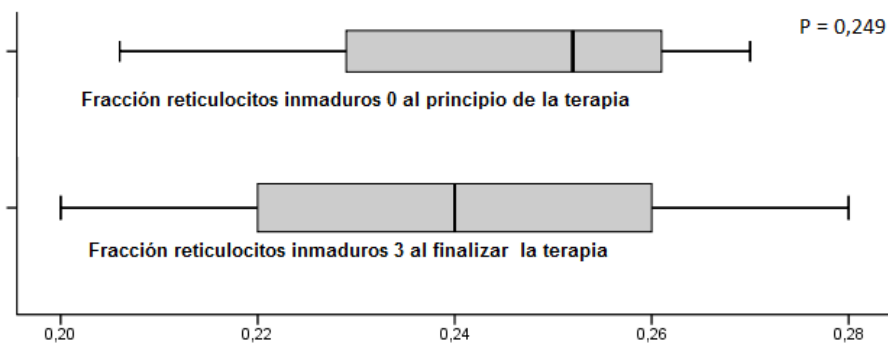 P = 0,249
Fracción reticulocitos inmaduros 0 al principio de la terapia
Fracción reticulocitos inmaduros 3 al finalizar la terapia
0,20 0,22 0,24 0,26 0,28